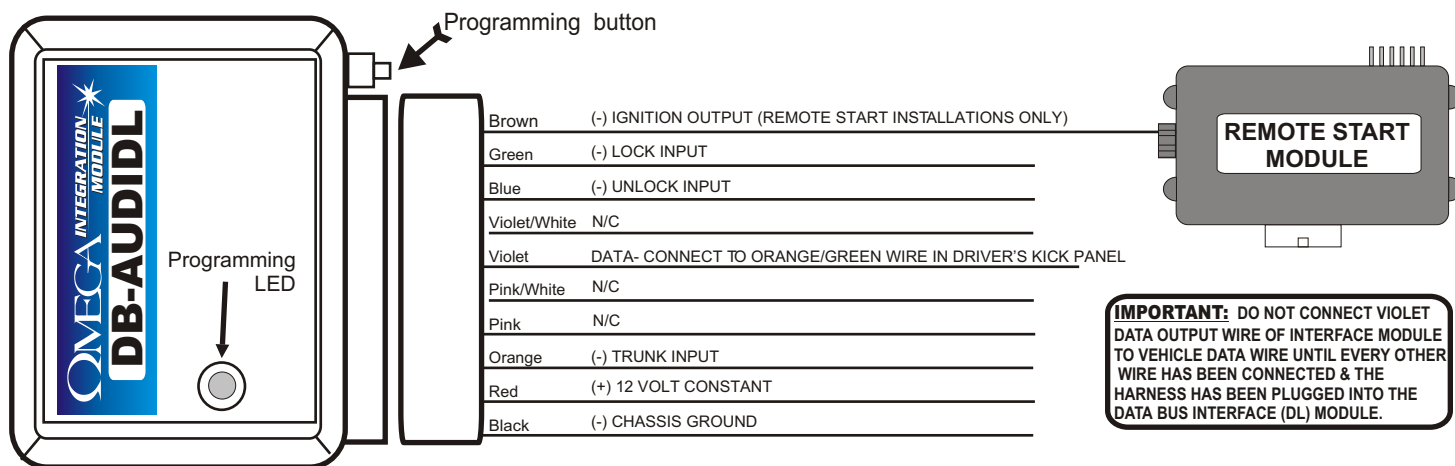 Programming button
OMEGA INTEGRATION MODULE
DB-AUDIDL
Programming
LED
Brown (-) IGNITION OUTPUT (REMOTE START INSTALLATIONS ONLY)
Green (-) LOCK INPUT
Blue (-) UNLOCK INPUT
Violet/White N/C
Violet DATA- CONNECT TO ORANGE/GREEN WIRE IN DRIVER'S KICK PANEL
Pink/White N/C
Pink N/C
Orange (-) TRUNK INPUT
Red (+) 12 VOLT CONSTANT
Black (-) CHASSIS GROUND
REMOTE START
MODULE
IMPORTANT: DO NOT CONNECT VIOLET
DATA OUTPUT WIRE OF INTERFACE MODULE
TO VEHICLE DATA WIRE UNTIL EVERY OTHER
WIRE HAS BEEN CONNECTED & THE
HARNESS HAS BEEN PLUGGED INTO THE
DATA BUS INTERFACE (DL) MODULE.